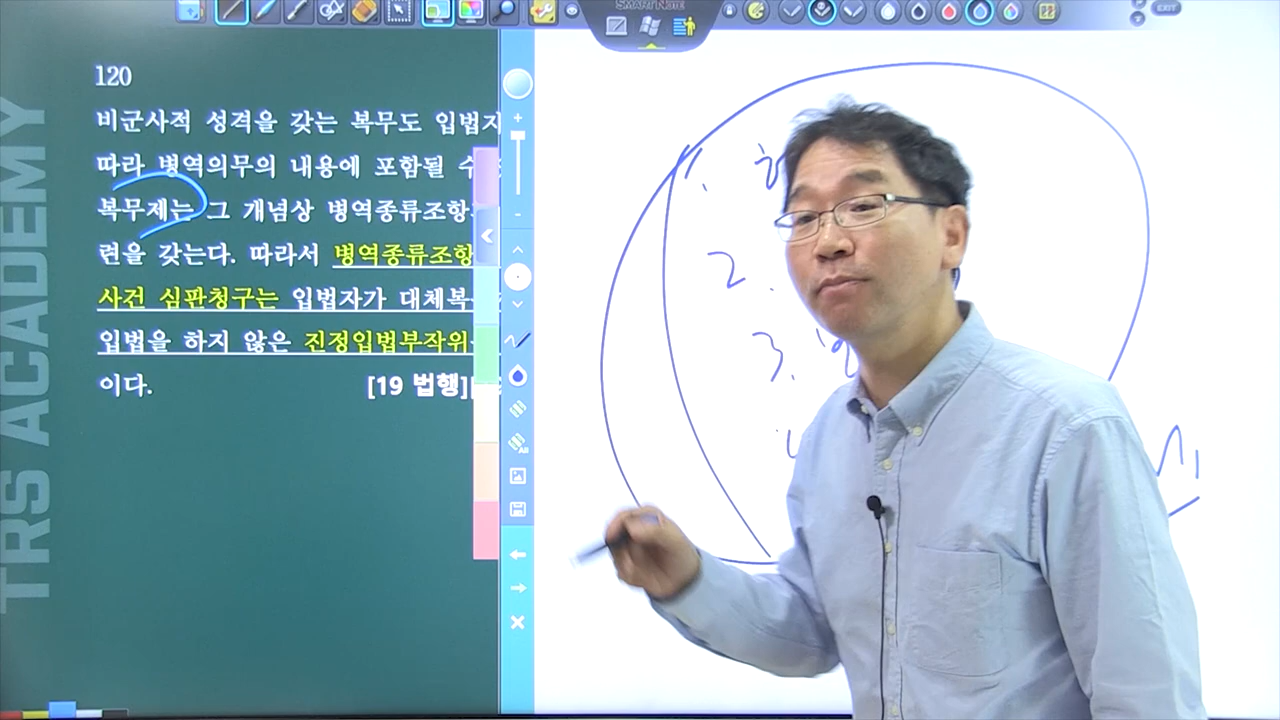 SMART NOTE
EXIT
120
비군사적 성격을 갖는 복무도 입법자
따라 병역의무의 내용에 포함될 수
복무제는 그 개념상 병역종류조항
련을 갖는다. 따라서 병역종류조항
사건 심판청구는 입법자가 대체복
입법을 하지 않은 진정입법부작위
이다. [19 법행]
TRS ACADEMY
All
1.
2.
3.